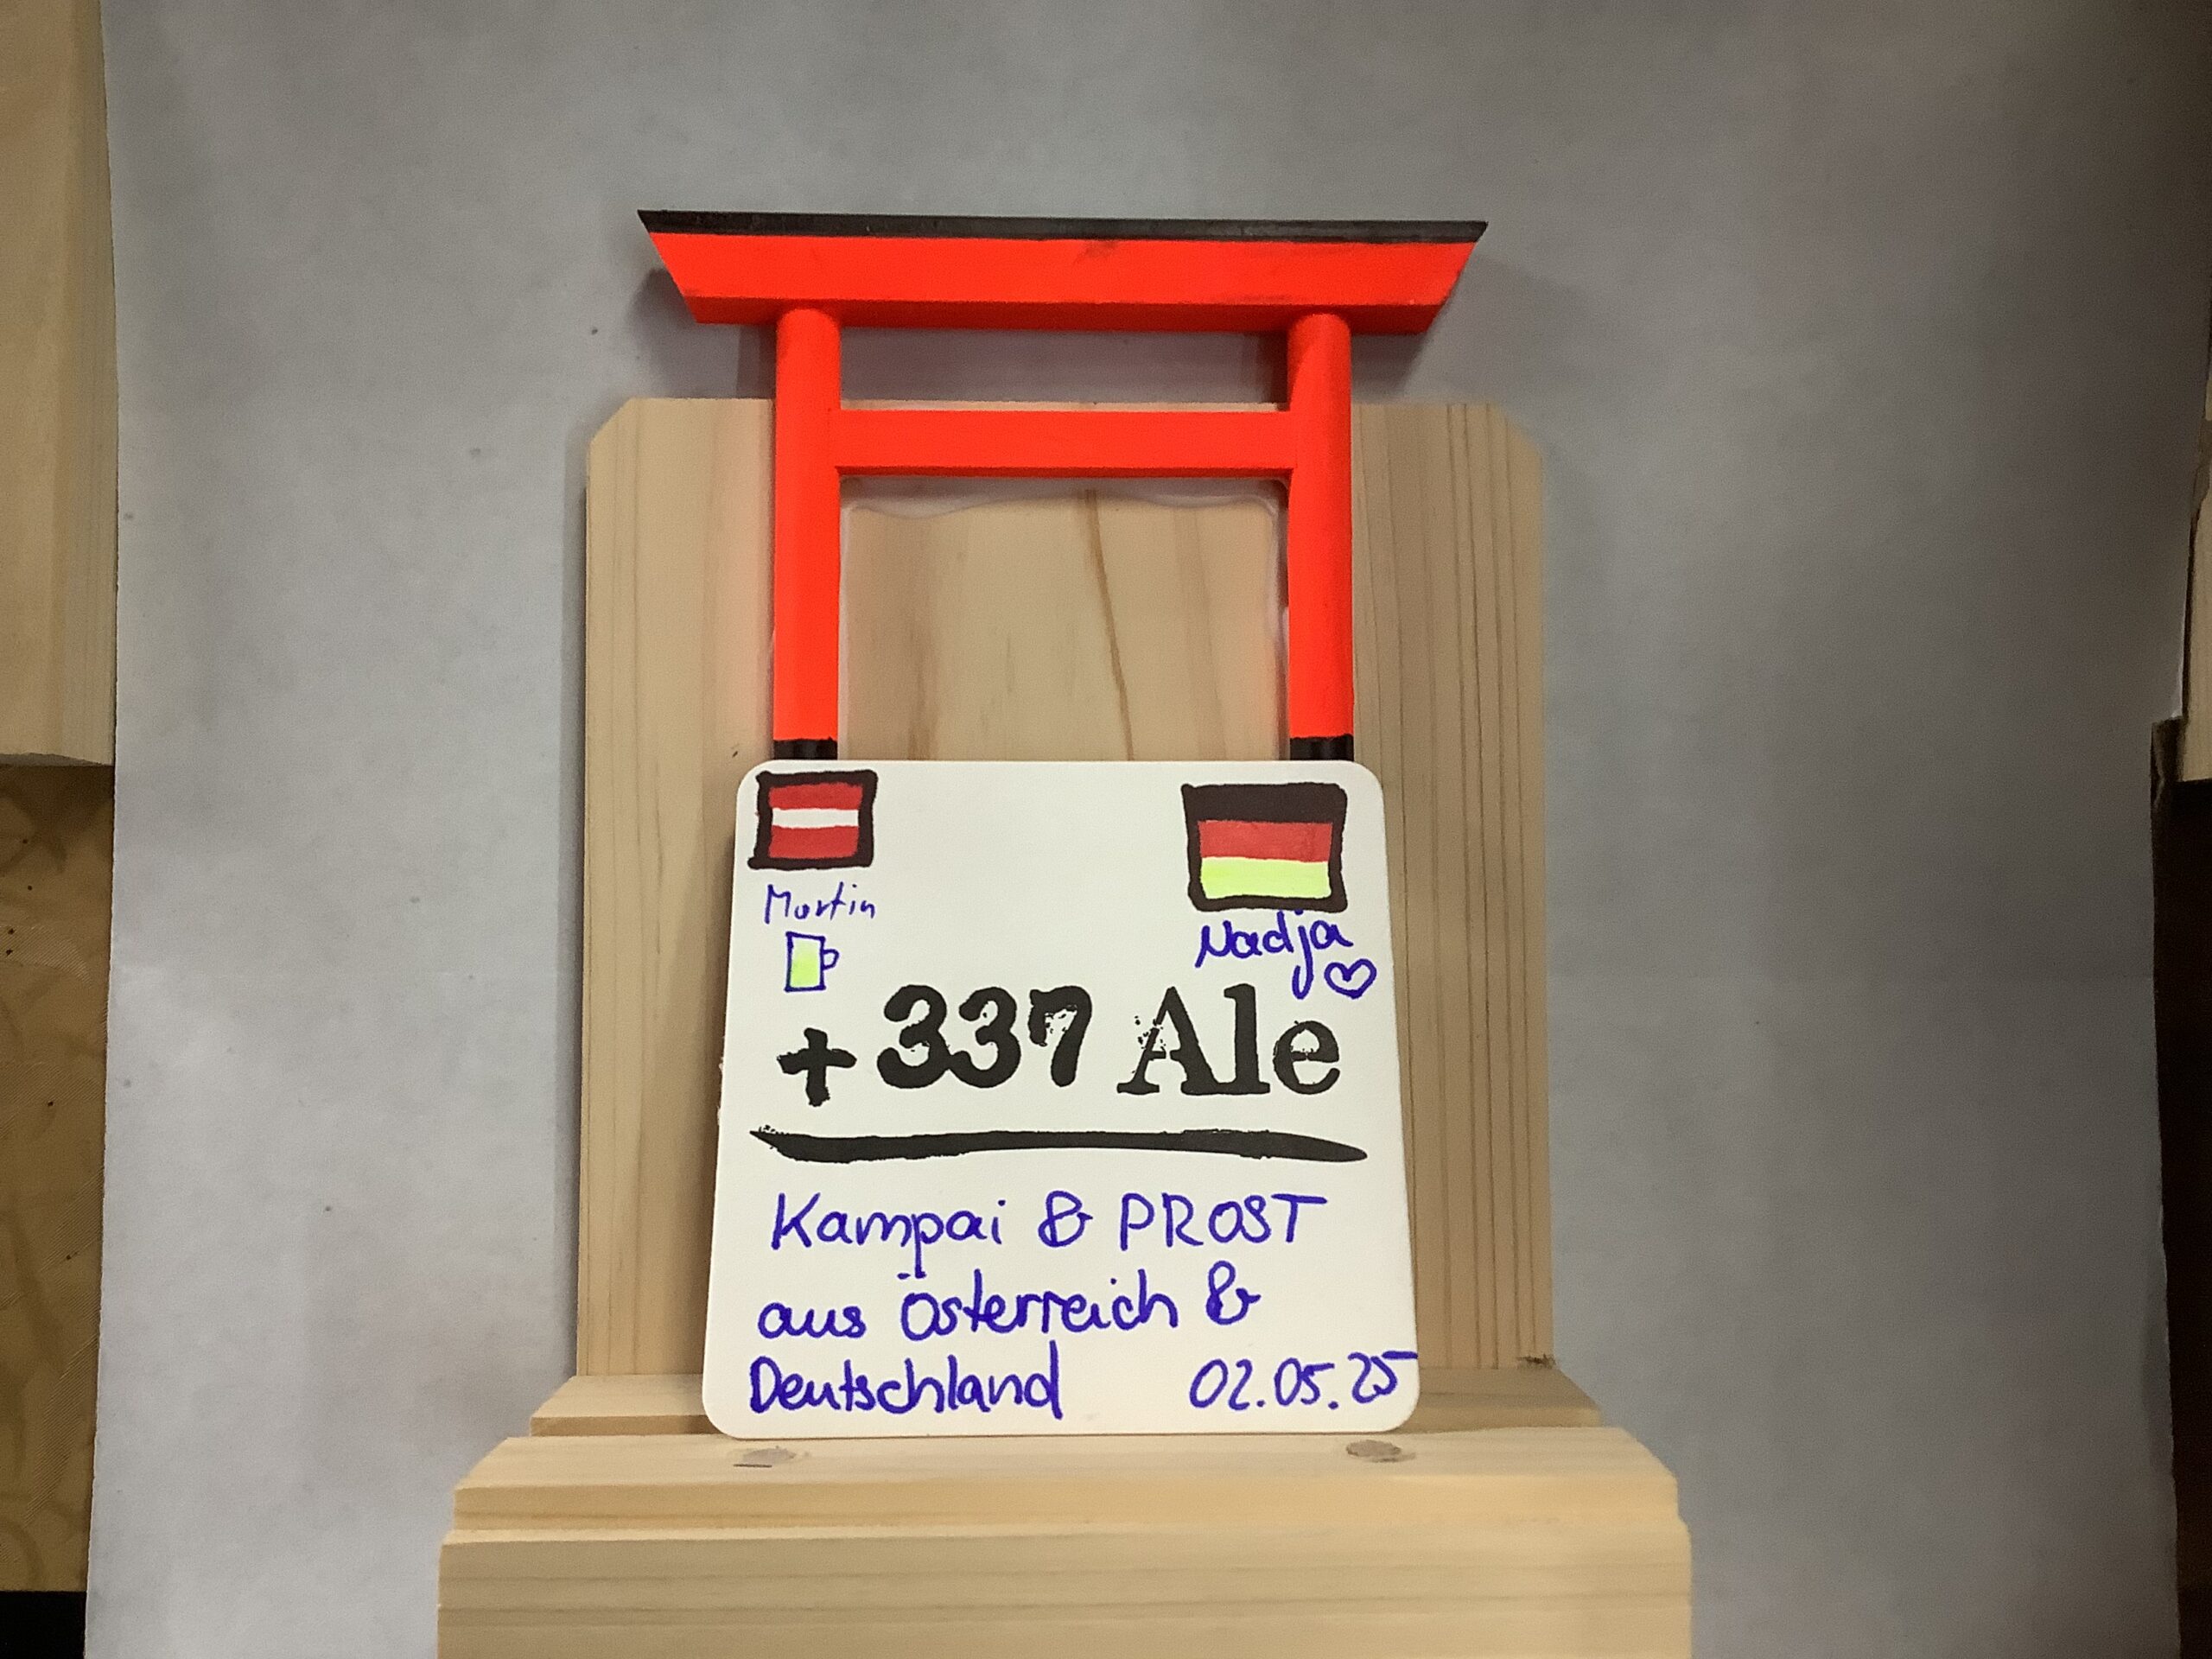 Martin
Nadja
+337 Ale
Kampai & PROST
aus Österreich &
Deutschland 02.05.25